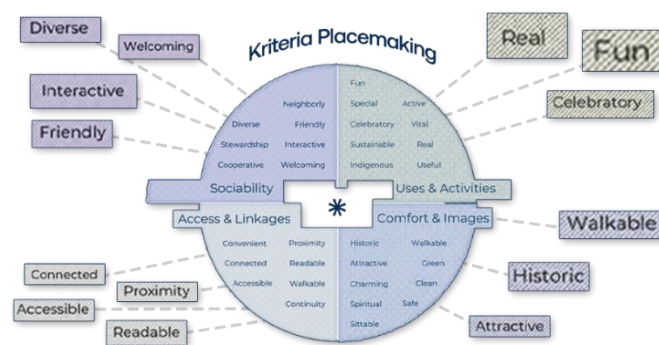 Kriteria Placemaking
Diverse
Welcoming
Interactive
Friendly
Real
Fun
Celebratory
Neighborly
Diverse Friendly
Stewardship Interactive
Cooperative Welcoming
Sociability
Fun
Special Active
Celebratory Vital
Sustainable Real
Indigenous Useful
Uses & Activities
Access & Linkages
Convenient Proximity
Connected Readable
Accessible Walkable
Continuity
Comfort & Images
Historic Walkable
Attractive Green
Charming Clean
Spiritual Safe
Sittable
Connected
Proximity
Accessible
Readable
Walkable
Historic
Attractive